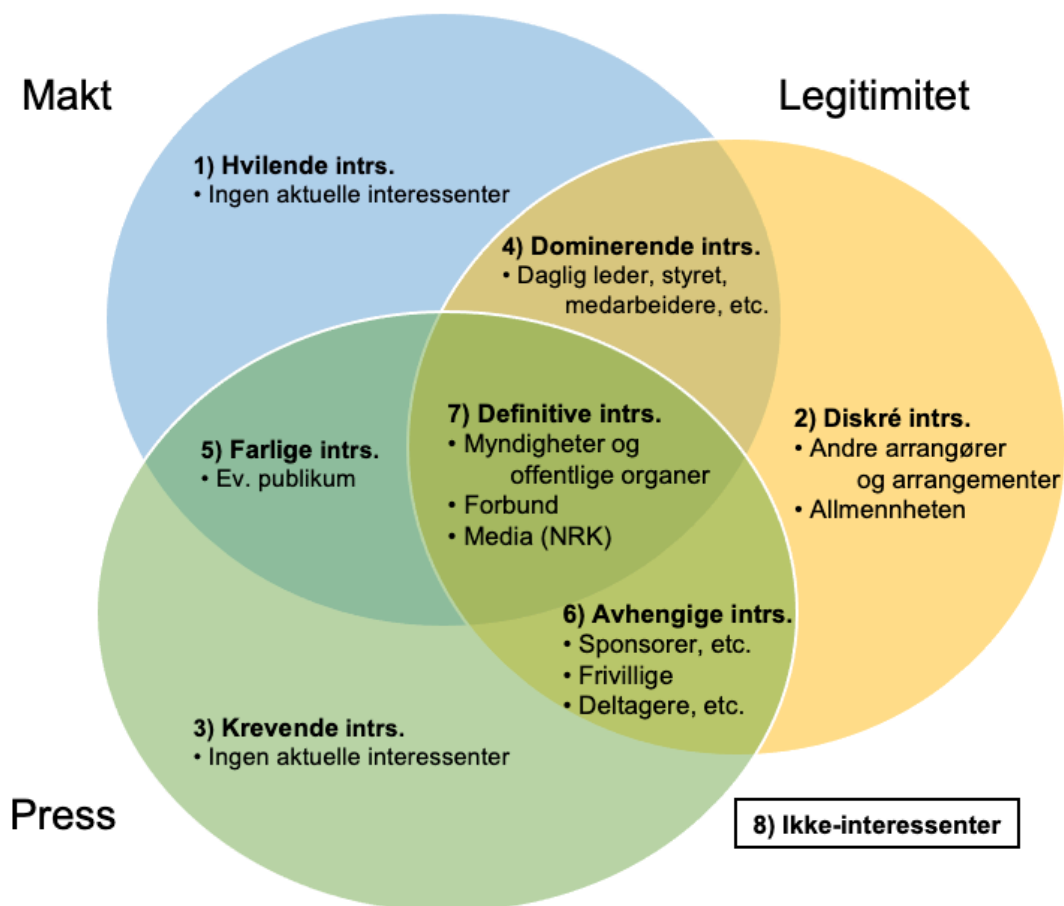 Makt
Legitimitet
1) Hvilende intrs.
• Ingen aktuelle interessenter
4) Dominerende intrs.
• Daglig leder, styret,
medarbeidere, etc.
7) Definitive intrs.
• Myndigheter og
offentlige organer
• Forbund
• Media (NRK)
2) Diskré intrs.
• Andre arrangører
og arrangementer
• Allmennheten
5) Farlige intrs.
• Ev. publikum
6) Avhengige intrs.
• Sponsorer, etc.
• Frivillige
• Deltagere, etc.
3) Krevende intrs.
• Ingen aktuelle interessenter
Press
8) Ikke-interessenter